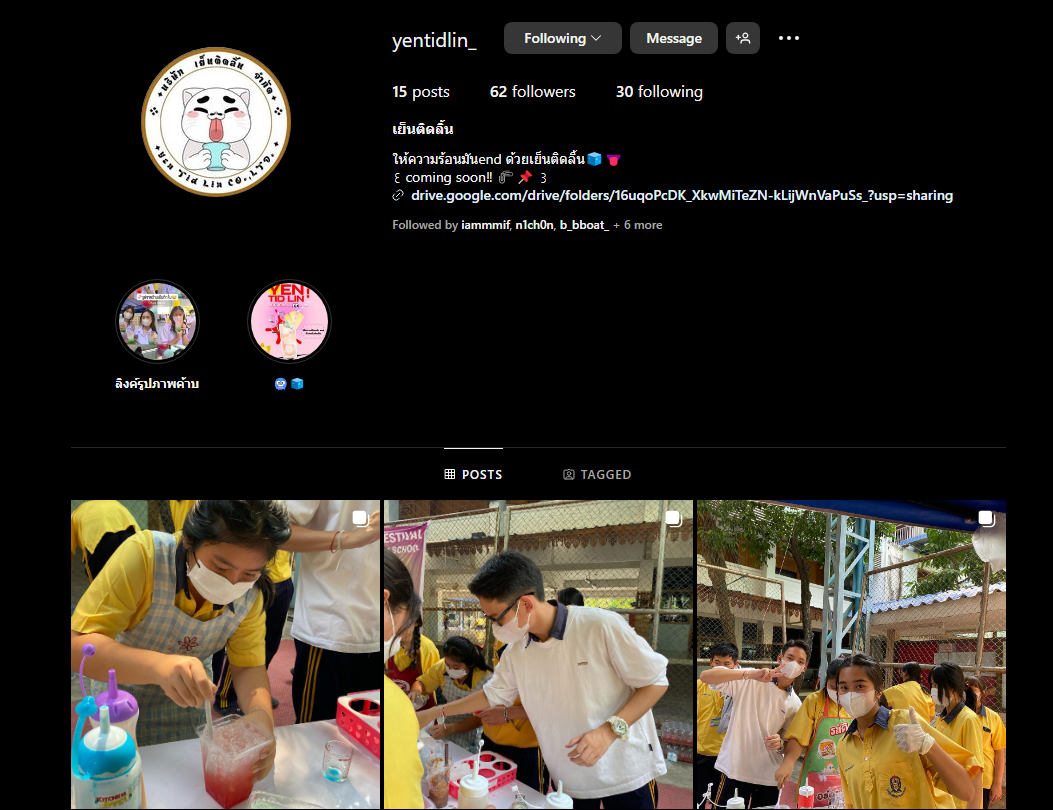 yentidlin_
Following
Message
15 posts
62 followers
30 following
เย็นติดลิ้น
ให้ความร้อนมันend ด้วยเย็นติดลิ้น🧊👅
꒰ coming soon!! 🖇️📌 ꒱
drive.google.com/drive/folders/16uqoPcDK_XkwMiTeZN-kLijWnVaPuSs_?usp=sharing
Followed by iammmif, n1ch0n, b_bboat_ + 6 more
บริษัท เย็นติดลิ้น จำกัด
Yen Tid Lin CO.,LTD.
YEN!
TID LIN
ลิงค์รูปภาพค้าบ
🥶🧊
POSTS
TAGGED
ESTIVAL
SCHOOL